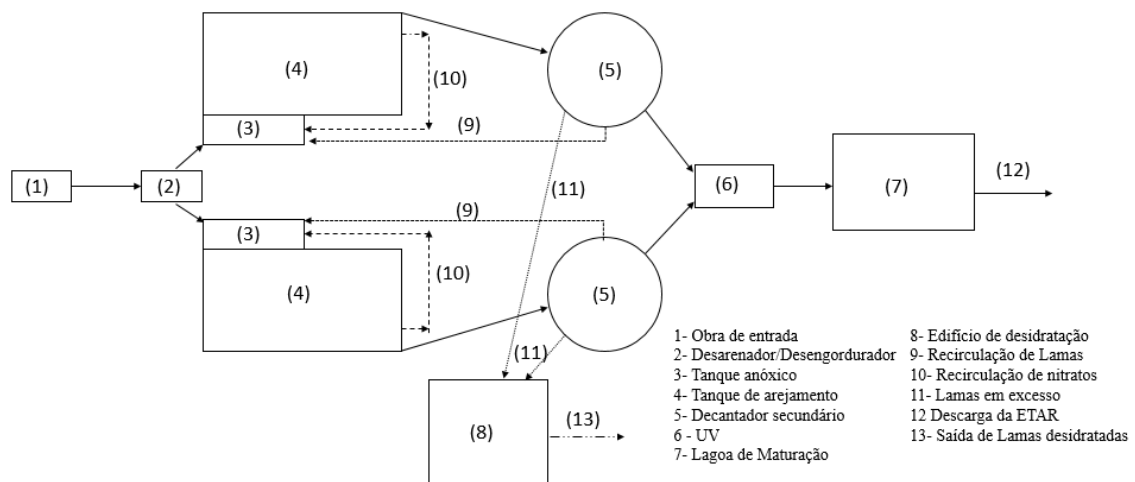 (4)
(5)
(10)
(3)
(9)
(1)
(2)
(11)
(6)
(7)
(12)
(3)
(9)
(4)
(10)
(5)
(11)
(8)
(13)
1- Obra de entrada
2- Desarenador/Desengordurador
3- Tanque anóxico
4- Tanque de arejamento
5- Decantador secundário
6 - UV
7- Lagoa de Maturação
8- Edifício de desidratação
9- Recirculação de Lamas
10- Recirculação de nitratos
11- Lamas em excesso
12 Descarga da ETAR
13- Saída de Lamas desidratadas